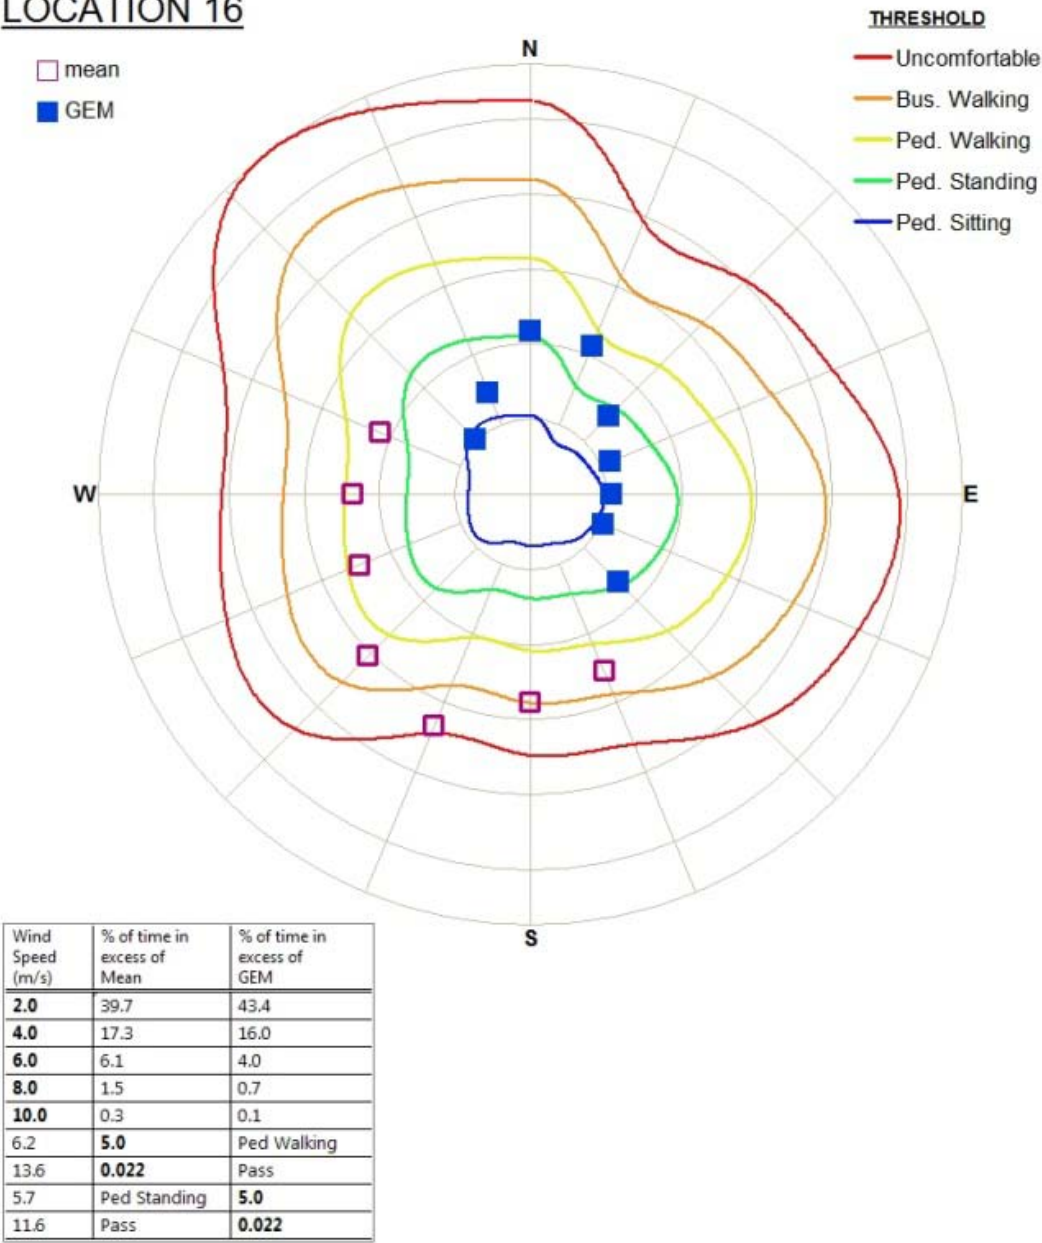 LOCATION 16
mean
GEM
THRESHOLD
Uncomfortable
Bus. Walking
Ped. Walking
Ped. Standing
Ped. Sitting
N
W
E
S
Wind Speed (m/s) % of time in excess of Mean % of time in excess of GEM
2.0 39.7 43.4
4.0 17.3 16.0
6.0 6.1 4.0
8.0 1.5 0.7
10.0 0.3 0.1
6.2 5.0 Ped Walking
13.6 0.022 Pass
5.7 Ped Standing 5.0
11.6 Pass 0.022